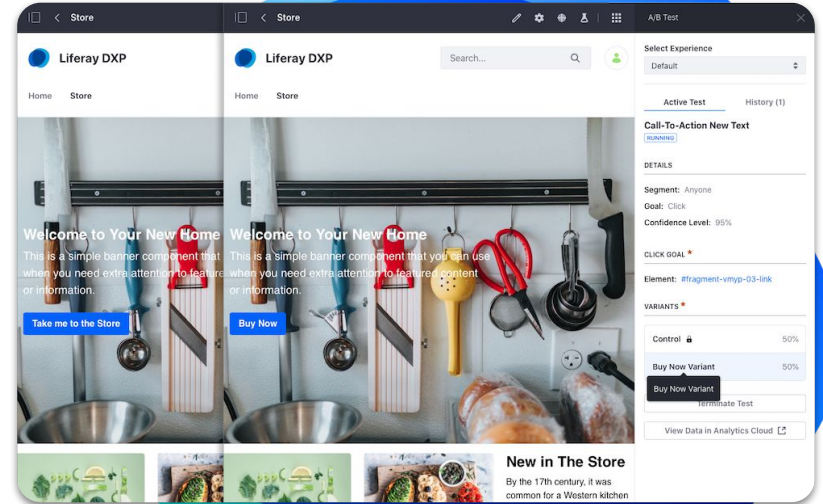 Store
Liferay DXP
Home Store
Welcome to Your New Home
This is a simple banner component that
when you need extra attention to feature
or information.
Take me to the Store
Store
Liferay DXP
Search...
Home Store
Welcome to Your New Home
This is a simple banner component that you can use
when you need extra attention to featured content
or information.
Buy Now
New in The Store
By the 17th century, it was
common for a Western kitchen
A/B Test
Select Experience
Default
Active Test History (1)
Call-To-Action New Text
RUNNING
DETAILS
Segment: Anyone
Goal: Click
Confidence Level: 95%
CLICK GOAL *
Element: #fragment-vmyp-03-link
VARIANTS *
Control 50%
Buy Now Variant 50%
Buy Now Variant
Terminate Test
View Data in Analytics Cloud